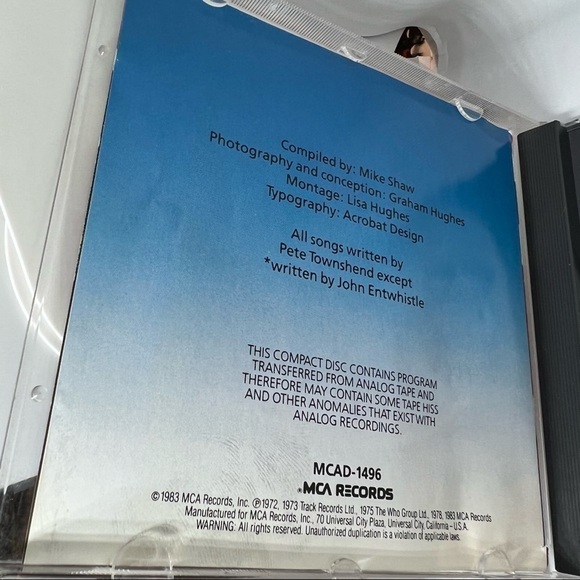 Compiled by: Mike Shaw
Photography and conception: Graham Hughes
Montage: Lisa Hughes
Typography: Acrobat Design
All songs written by
Pete Townshend except
*written by John Entwhistle
THIS COMPACT DISC CONTAINS PROGRAM
TRANSFERRED FROM ANALOG TAPE AND
THEREFORE MAY CONTAIN SOME TAPE HISS
AND OTHER ANOMALIES THAT EXIST WITH
ANALOG RECORDINGS.
MCAD-1496
MCA RECORDS
©1983 MCA Records, Inc. ℗1972, 1973 Track Records Ltd., 1975 The Who Group Ltd., 1978, 1983 MCA Records
Manufactured for MCA Records, Inc., 70 Universal City Plaza, Universal City, California - U.S.A.
WARNING: All rights reserved. Unauthorized duplication is a violation of applicable laws.